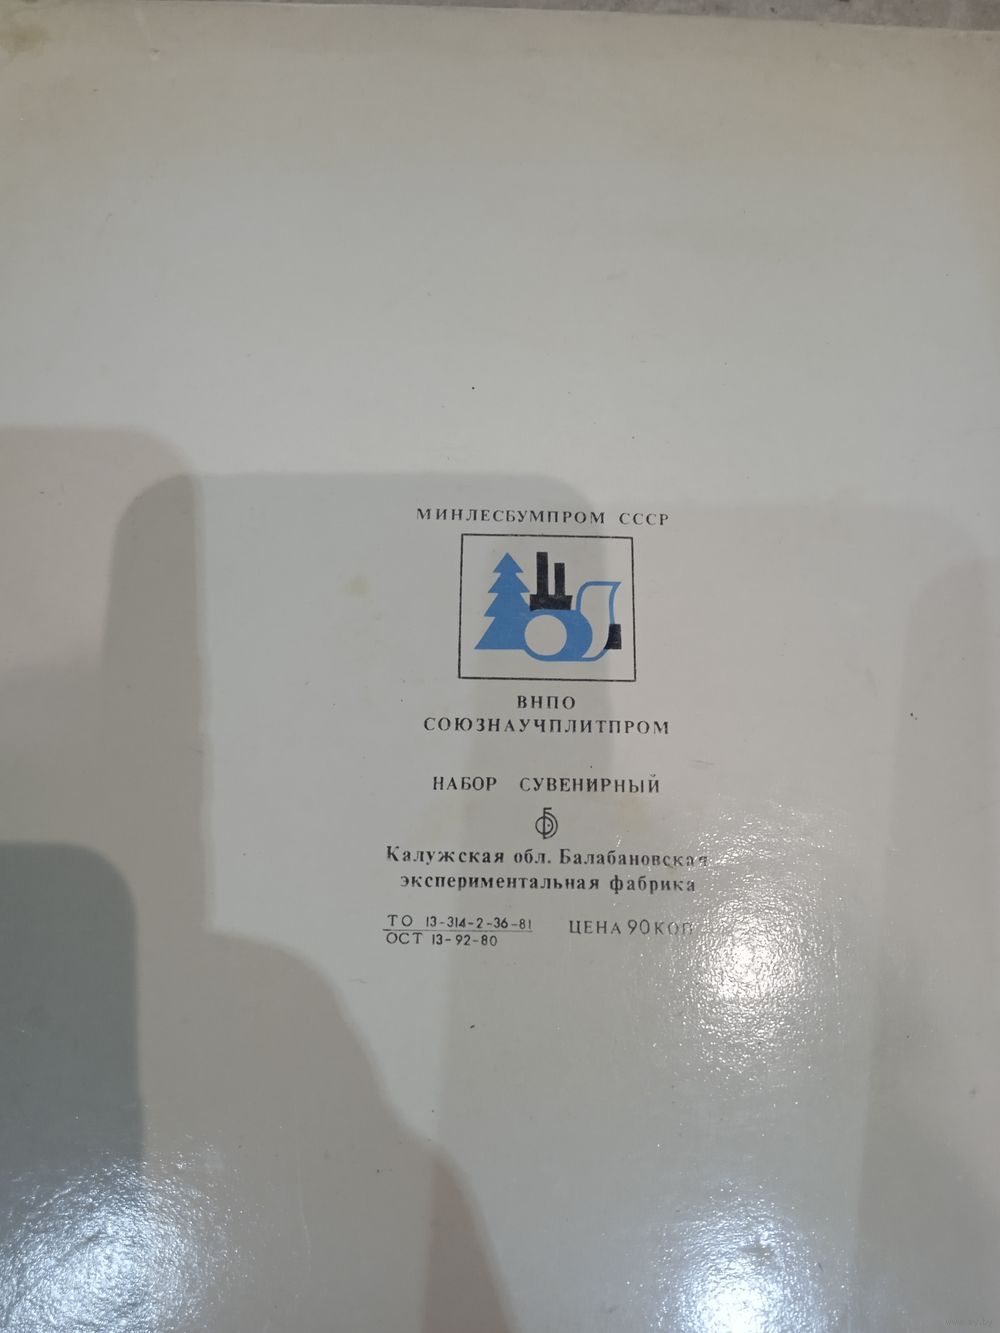 МИНЛЕСБУМПРОМ СССР
ВНПО
СОЮЗНАУЧПЛИТПРОМ
НАБОР СУВЕНИРНЫЙ
Калужская обл. Балабановская
экспериментальная фабрика
ТО 13-314-2-36-81 ЦЕНА 90 КОП
ОСТ 13-92-80